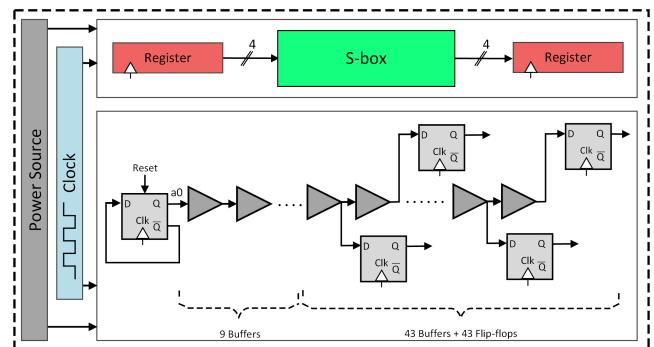 Power Source
Clock
Register
4
S-box
4
Register
Reset
D Q
Clk Q
a0
D Q
Clk Q
D Q
Clk Q
D Q
Clk Q
D Q
Clk Q
9 Buffers
43 Buffers + 43 Flip-flops